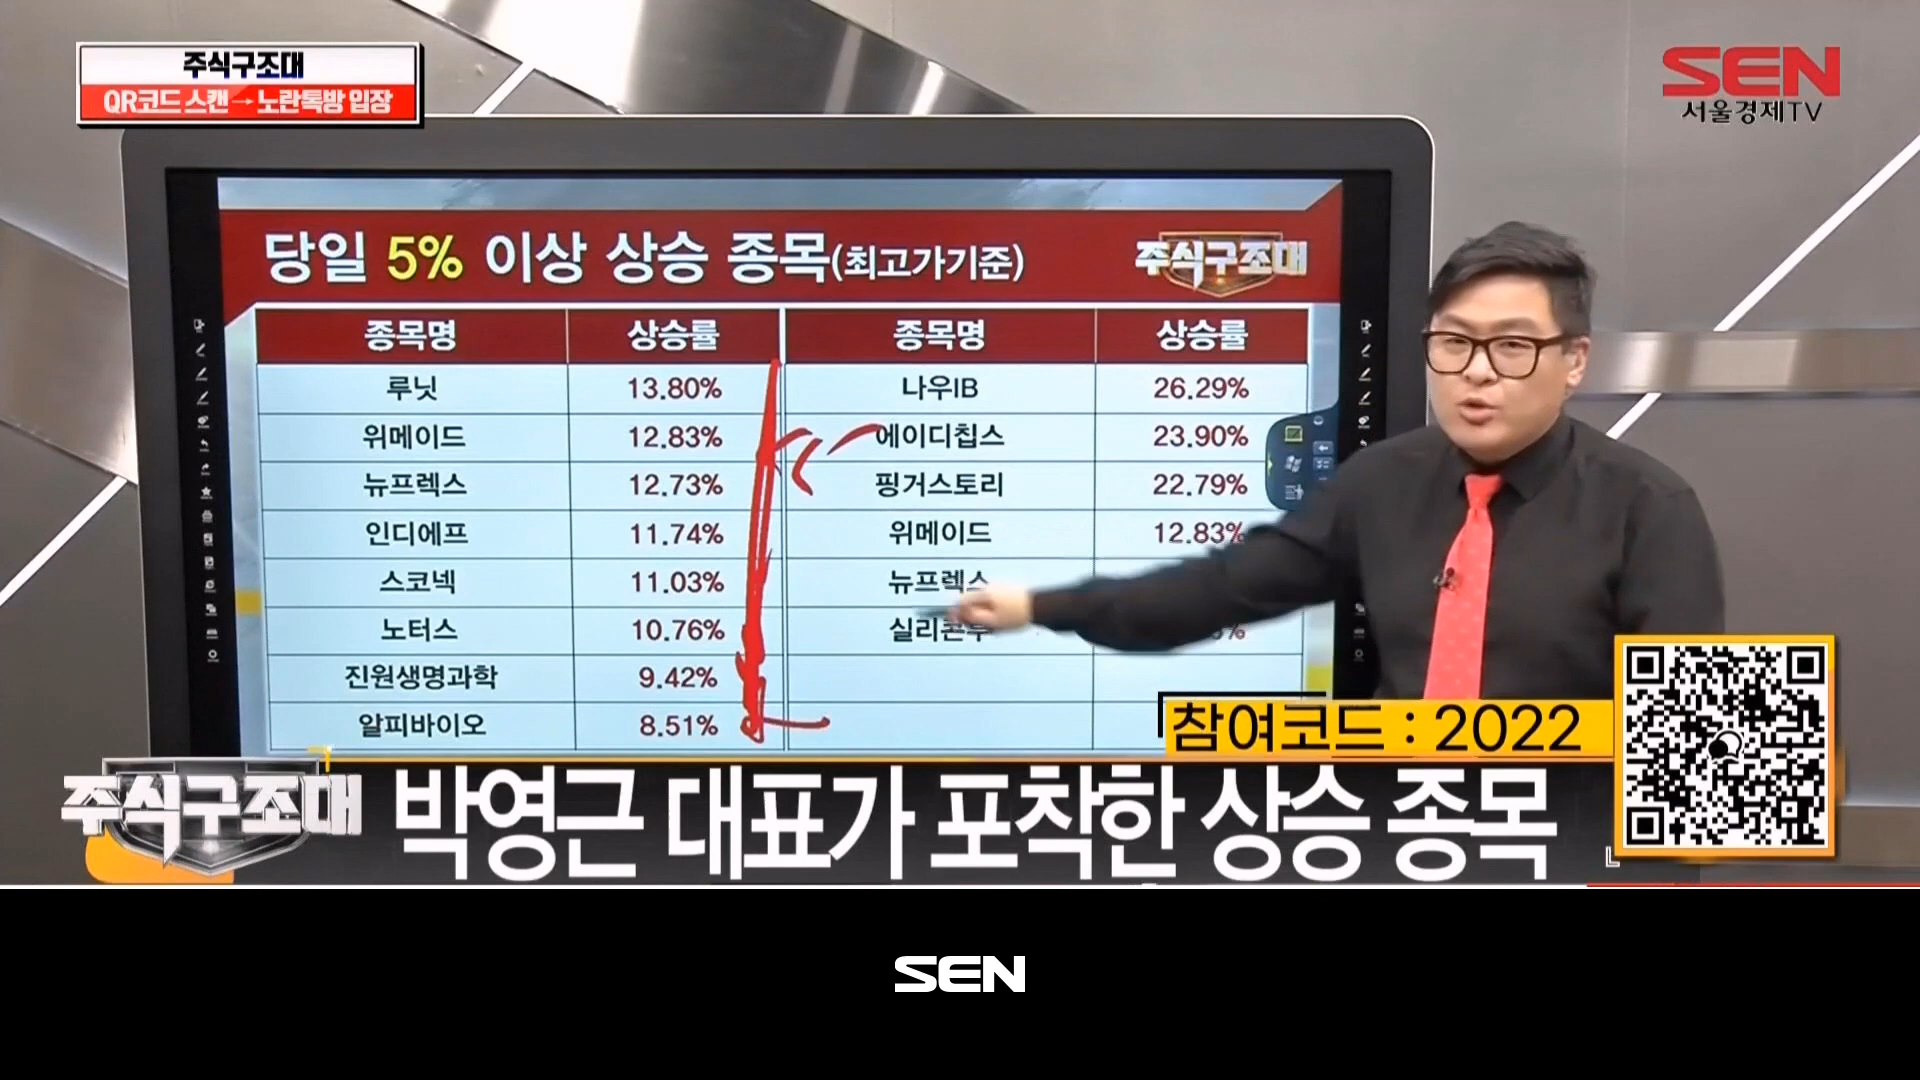 주식구조대
QR코드 스캔→노란톡방 입장
SEN
서울경제TV
당일 5% 이상 상승 종목(최고가기준)
주식구조대
종목명 상승률 종목명 상승률
루닛 13.80% 나우IB 26.29%
위메이드 12.83% 에이디칩스 23.90%
뉴프렉스 12.73% 핑거스토리 22.79%
인디에프 11.74% 위메이드 12.83%
스코넥 11.03% 뉴프렉스
노터스 10.76% 실리콘투
진원생명과학 9.42%
알피바이오 8.51%
참여코드 : 2022
주식구조대
박영근 대표가 포착한 상승 종목
SEN